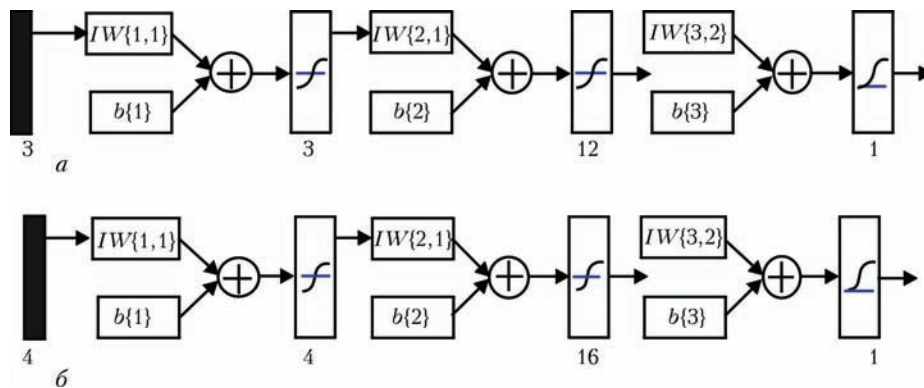 IW{1,1} IW{2,1} IW{3,2}
b{1} b{2} b{3}
3 3 12 1
а
IW{1,1} IW{2,1} IW{3,2}
b{1} b{2} b{3}
4 4 16 1
б